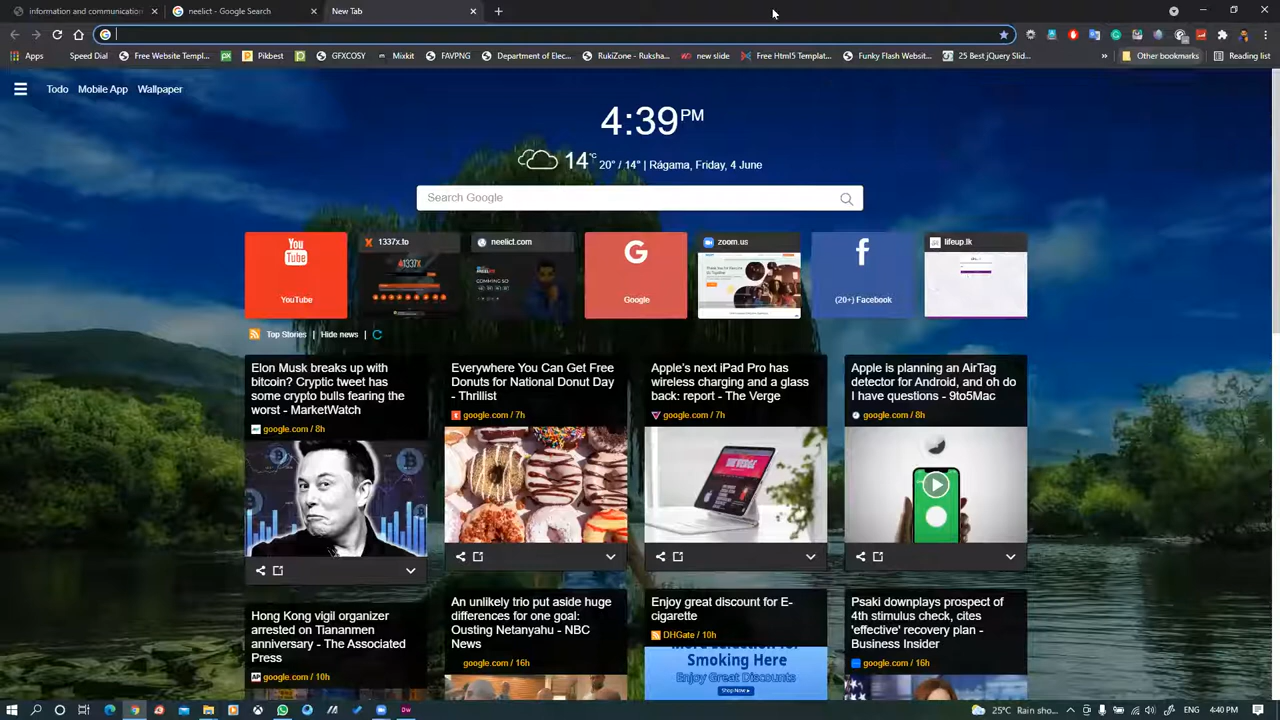 information and communication
neelict - Google Search
New Tab
Apps
Speed Dial
Free Website Templ...
Pikbest
GFXCOSY
Mixkit
FAVPNG
Department of Elec...
RukiZone - Ruksha...
new slide
Free Html5 Templat...
Funky Flash Website...
25 Best jQuery Slid...
Other bookmarks
Reading list
Todo
Mobile App
Wallpaper
4:39 PM
14°C 20° / 14° | Rágama, Friday, 4 June
Search Google
You
Tube
YouTube
1337x.to
neelict.com
Google
zoom.us
(20+) Facebook
lifeup.lk
Top Stories | Hide news |
Elon Musk breaks up with
bitcoin? Cryptic tweet has
some crypto bulls fearing the
worst - MarketWatch
google.com / 8h
Everywhere You Can Get Free
Donuts for National Donut Day
- Thrillist
google.com / 7h
Apple's next iPad Pro has
wireless charging and a glass
back: report - The Verge
google.com / 7h
Apple is planning an AirTag
detector for Android, and oh do
I have questions - 9to5Mac
google.com / 8h
Hong Kong vigil organizer
arrested on Tiananmen
anniversary - The Associated
Press
google.com / 10h
An unlikely trio put aside huge
differences for one goal:
Ousting Netanyahu - NBC
News
google.com / 16h
Enjoy great discount for E-
cigarette
DHGate / 10h
Smoking Here
Enjoy Great Discounts
Shop Now
Psaki downplays prospect of
4th stimulus check, cites
'effective' recovery plan -
Business Insider
google.com / 16h
25°C Rain sho...
ENG
4:40 PM